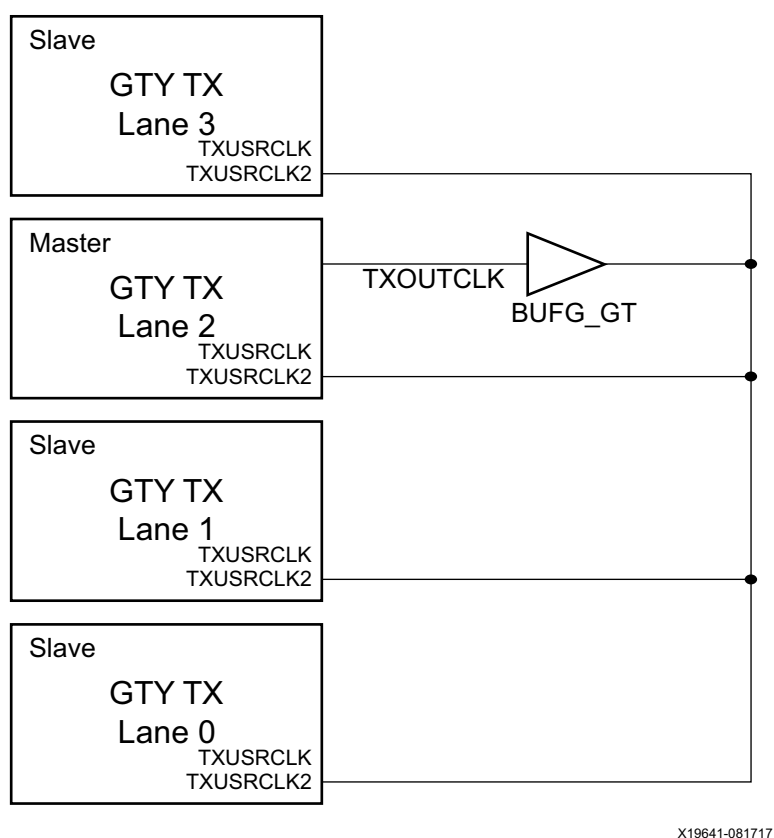 Slave
GTY TX
Lane 3
TXUSRCLK
TXUSRCLK2
Master
GTY TX
Lane 2
TXUSRCLK
TXUSRCLK2
TXOUTCLK
BUFG_GT
Slave
GTY TX
Lane 1
TXUSRCLK
TXUSRCLK2
Slave
GTY TX
Lane 0
TXUSRCLK
TXUSRCLK2
X19641-081717